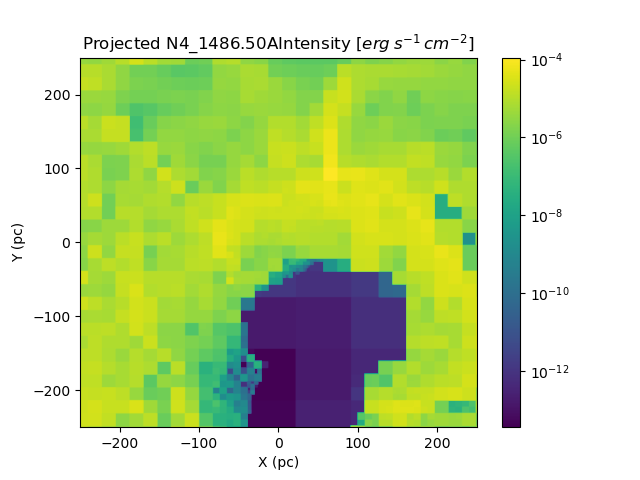 Projected N4_1486.50AIntensity [erg s⁻¹ cm⁻²]
Y (pc)
200
100
0
−100
−200
−200 −100 0 100 200
X (pc)
10⁻⁴
10⁻⁶
10⁻⁸
10⁻¹⁰
10⁻¹²